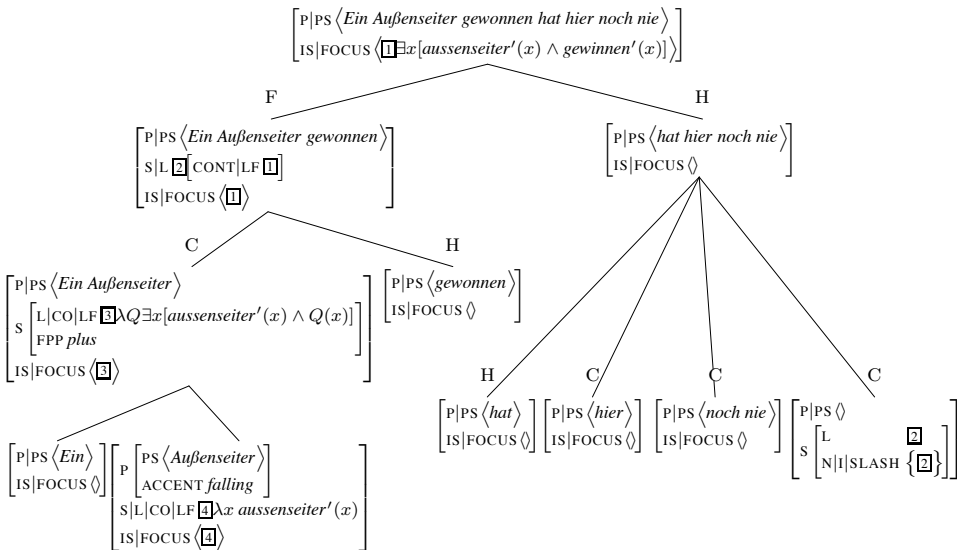 P|PS ⟨Ein Außenseiter gewonnen hat hier noch nie⟩
IS|FOCUS ⟨1∃x[aussenseiter′(x) ∧ gewinnen′(x)]⟩
F
H
P|PS ⟨Ein Außenseiter gewonnen⟩
S|L 2[CONT|LF 1]
IS|FOCUS ⟨1⟩
P|PS ⟨hat hier noch nie⟩
IS|FOCUS ⟨⟩
C
H
P|PS ⟨Ein Außenseiter⟩
S [L|CO|LF 3λQ∃x[aussenseiter′(x) ∧ Q(x)]
FPP plus]
IS|FOCUS ⟨3⟩
P|PS ⟨gewonnen⟩
IS|FOCUS ⟨⟩
H
C
C
C
P|PS ⟨hat⟩
IS|FOCUS ⟨⟩
P|PS ⟨hier⟩
IS|FOCUS ⟨⟩
P|PS ⟨noch nie⟩
IS|FOCUS ⟨⟩
P|PS ⟨⟩
S [L 2
N|I|SLASH {2}]
P|PS ⟨Ein⟩
IS|FOCUS ⟨⟩
P [PS ⟨Außenseiter⟩
ACCENT falling]
S|L|CO|LF 4λx aussenseiter′(x)
IS|FOCUS ⟨4⟩